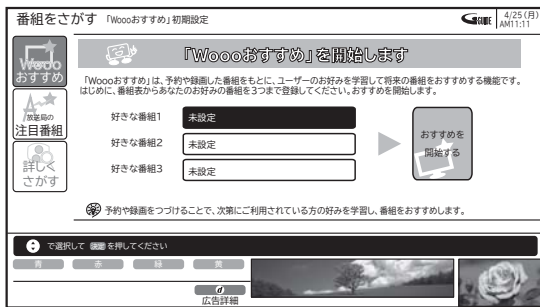 番組をさがす 「Woooおすすめ」初期設定
GGUIDE 4/25(月)
AM11:11
Wooo
おすすめ
「Woooおすすめ」を開始します
「Woooおすすめ」は、予約や録画した番組をもとに、ユーザーのお好みを学習して将来の番組をおすすめする機能です。
はじめに、番組表からあなたのお好みの番組を3つまで登録してください。おすすめを開始します。
放送局の
注目番組
好きな番組1 未設定
好きな番組2 未設定
好きな番組3 未設定
おすすめを
開始する
詳しく
さがす
予約や録画をつづけることで、次第にご利用されている方の好みを学習し、番組をおすすめします。
で選択して 決定 を押してください
青 赤 緑 黄
d
広告詳細